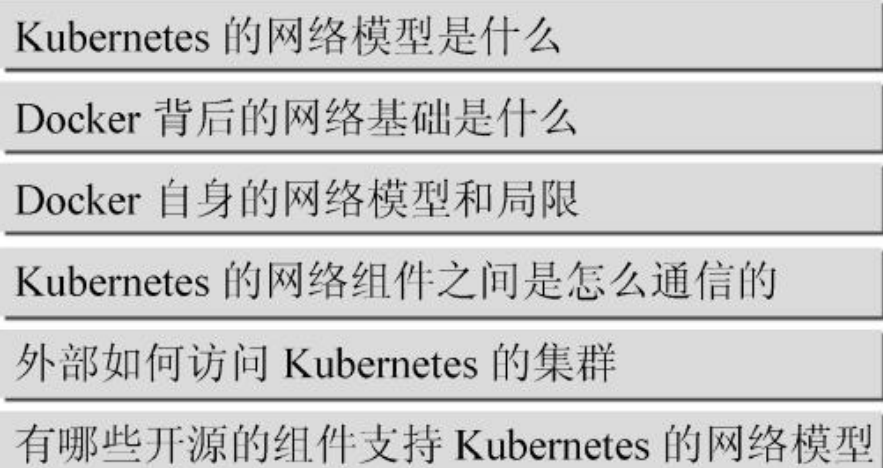 Kubernetes 的网络模型是什么
Docker 背后的网络基础是什么
Docker 自身的网络模型和局限
Kubernetes 的网络组件之间是怎么通信的
外部如何访问 Kubernetes 的集群
有哪些开源的组件支持 Kubernetes 的网络模型